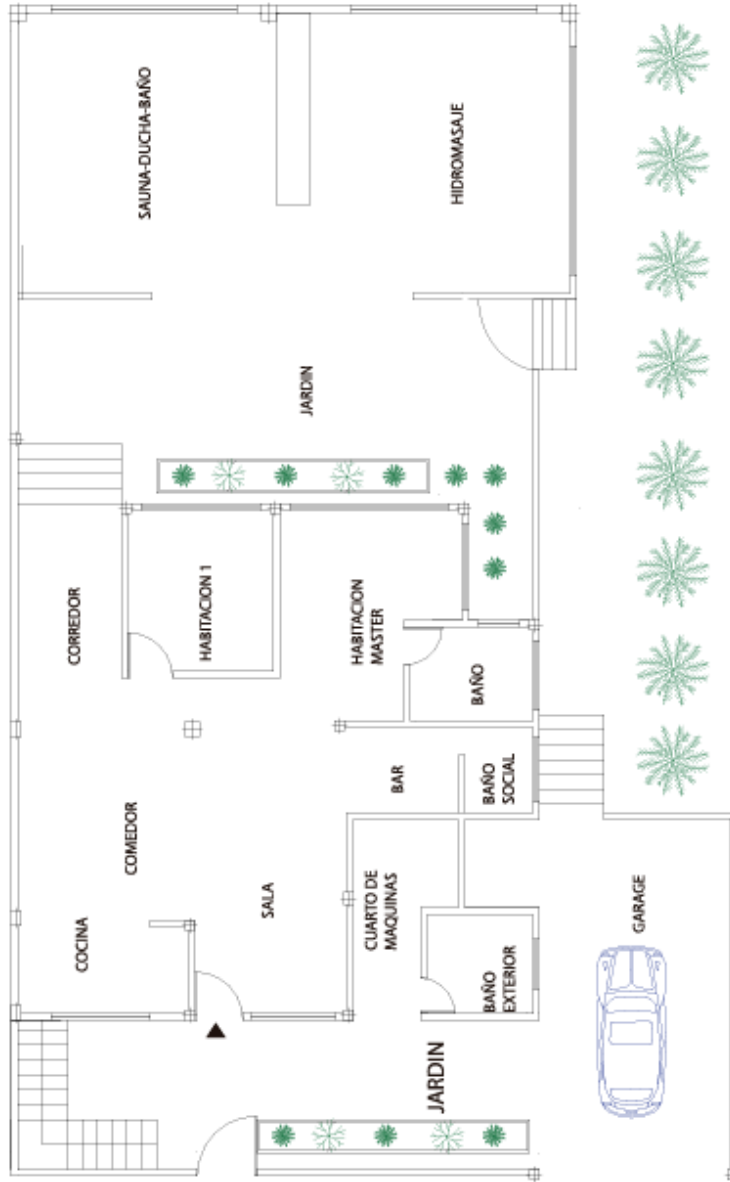 SAUNA-DUCHA-BAÑO
HIDROMASAJE
JARDIN
CORREDOR
HABITACION 1
HABITACION
MASTER
BAÑO
COMEDOR
BAR
BAÑO
SOCIAL
COCINA
SALA
CUARTO DE
MAQUINAS
GARAGE
BAÑO
EXTERIOR
JARDIN